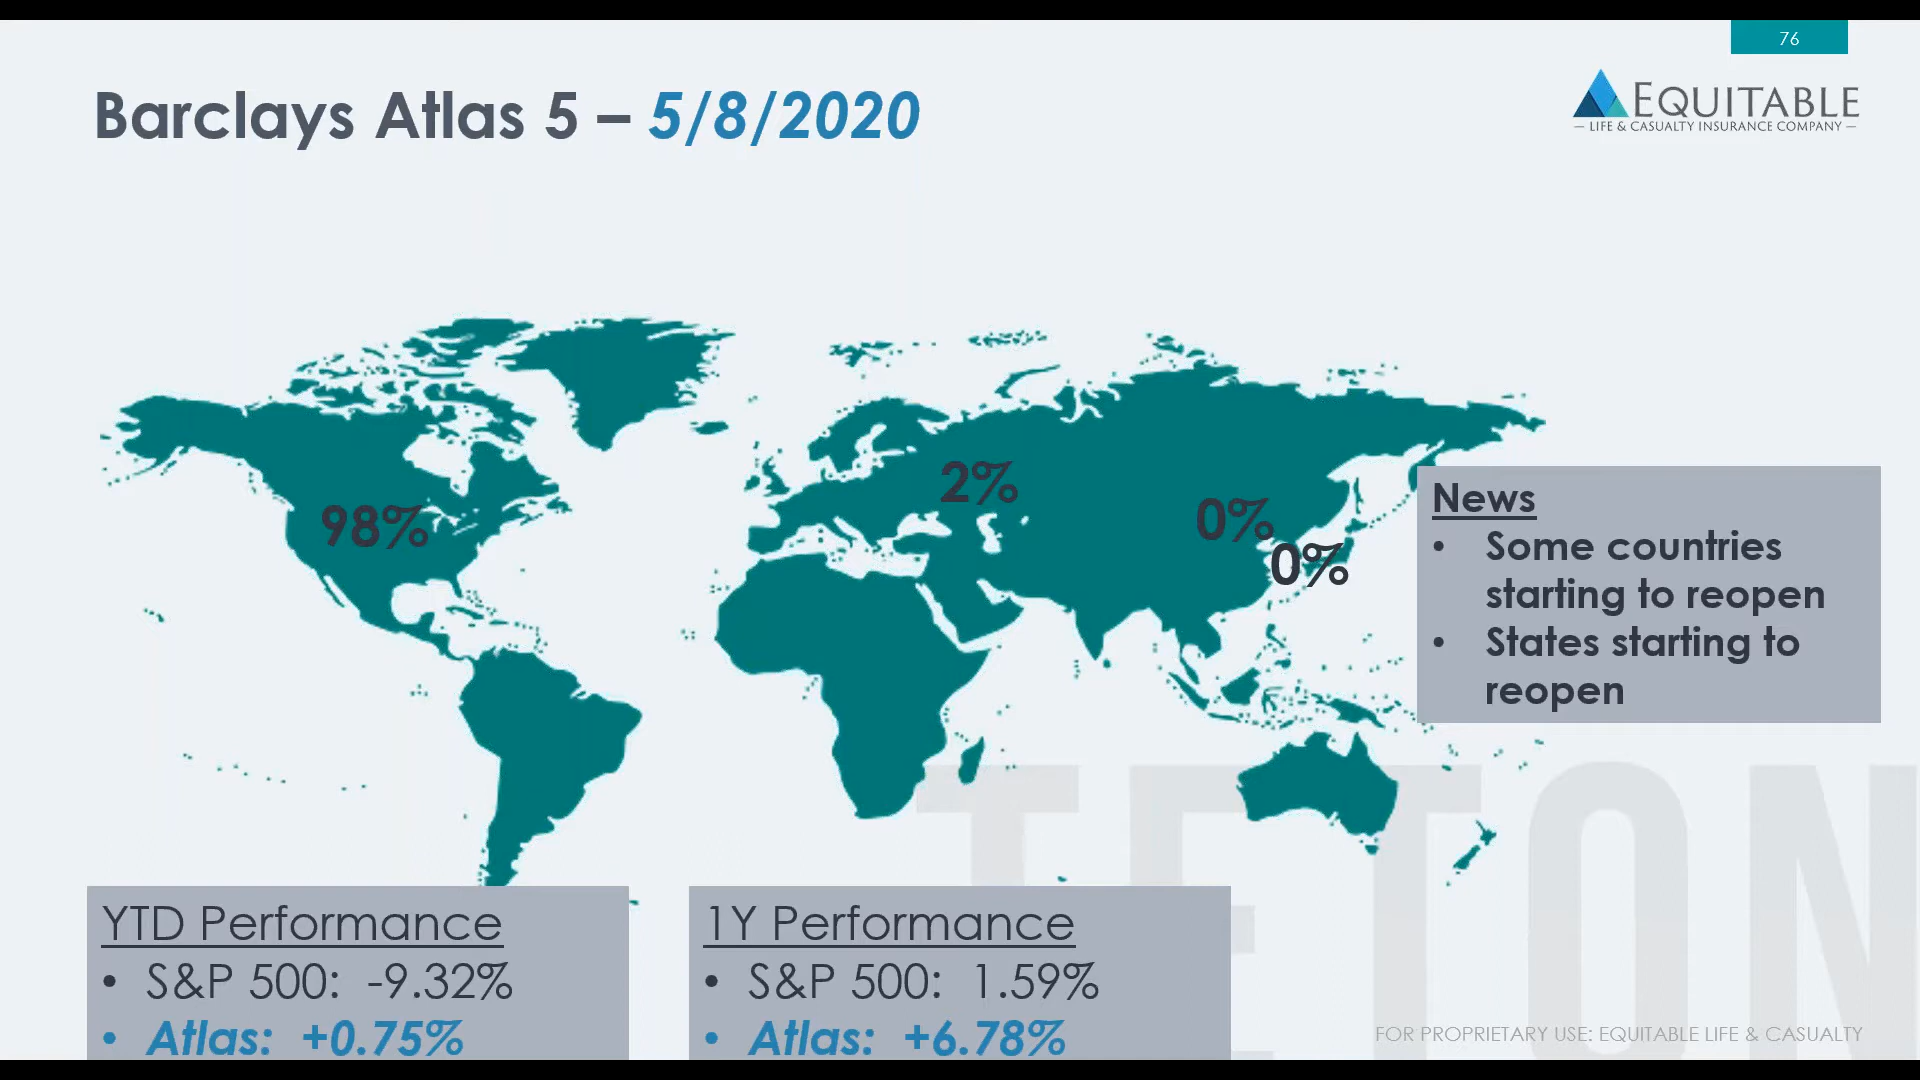 76
Barclays Atlas 5 – 5/8/2020
EQUITABLE
– LIFE & CASUALTY INSURANCE COMPANY –
98%
2%
0%
0%
News
• Some countries
starting to reopen
• States starting to
reopen
TETON
YTD Performance
• S&P 500: -9.32%
• Atlas: +0.75%
1Y Performance
• S&P 500: 1.59%
• Atlas: +6.78%
FOR PROPRIETARY USE: EQUITABLE LIFE & CASUALTY